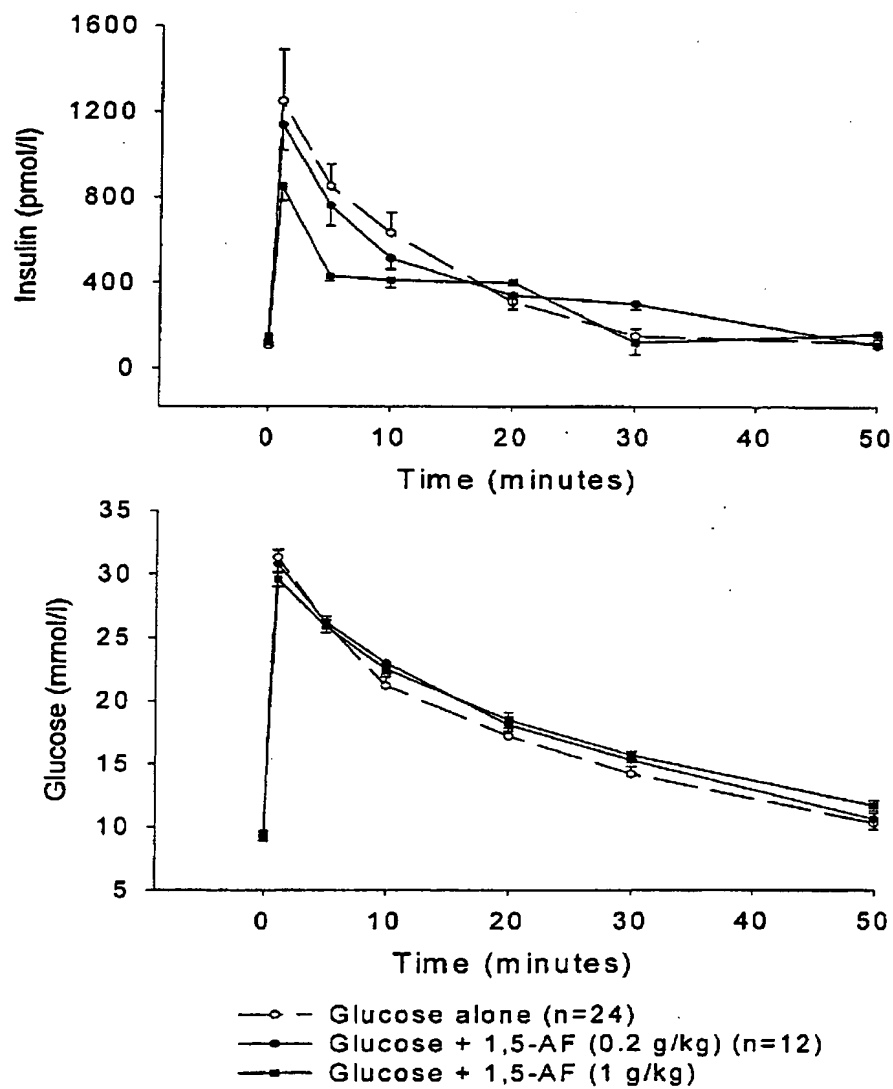 1600
1200
800
400
0
Insulin (pmol/l)
0 10 20 30 40 50
Time (minutes)
35
30
25
20
15
10
5
Glucose (mmol/l)
0 10 20 30 40 50
Time (minutes)
Glucose alone (n=24)
Glucose + 1,5-AF (0.2 g/kg) (n=12)
Glucose + 1,5-AF (1 g/kg)